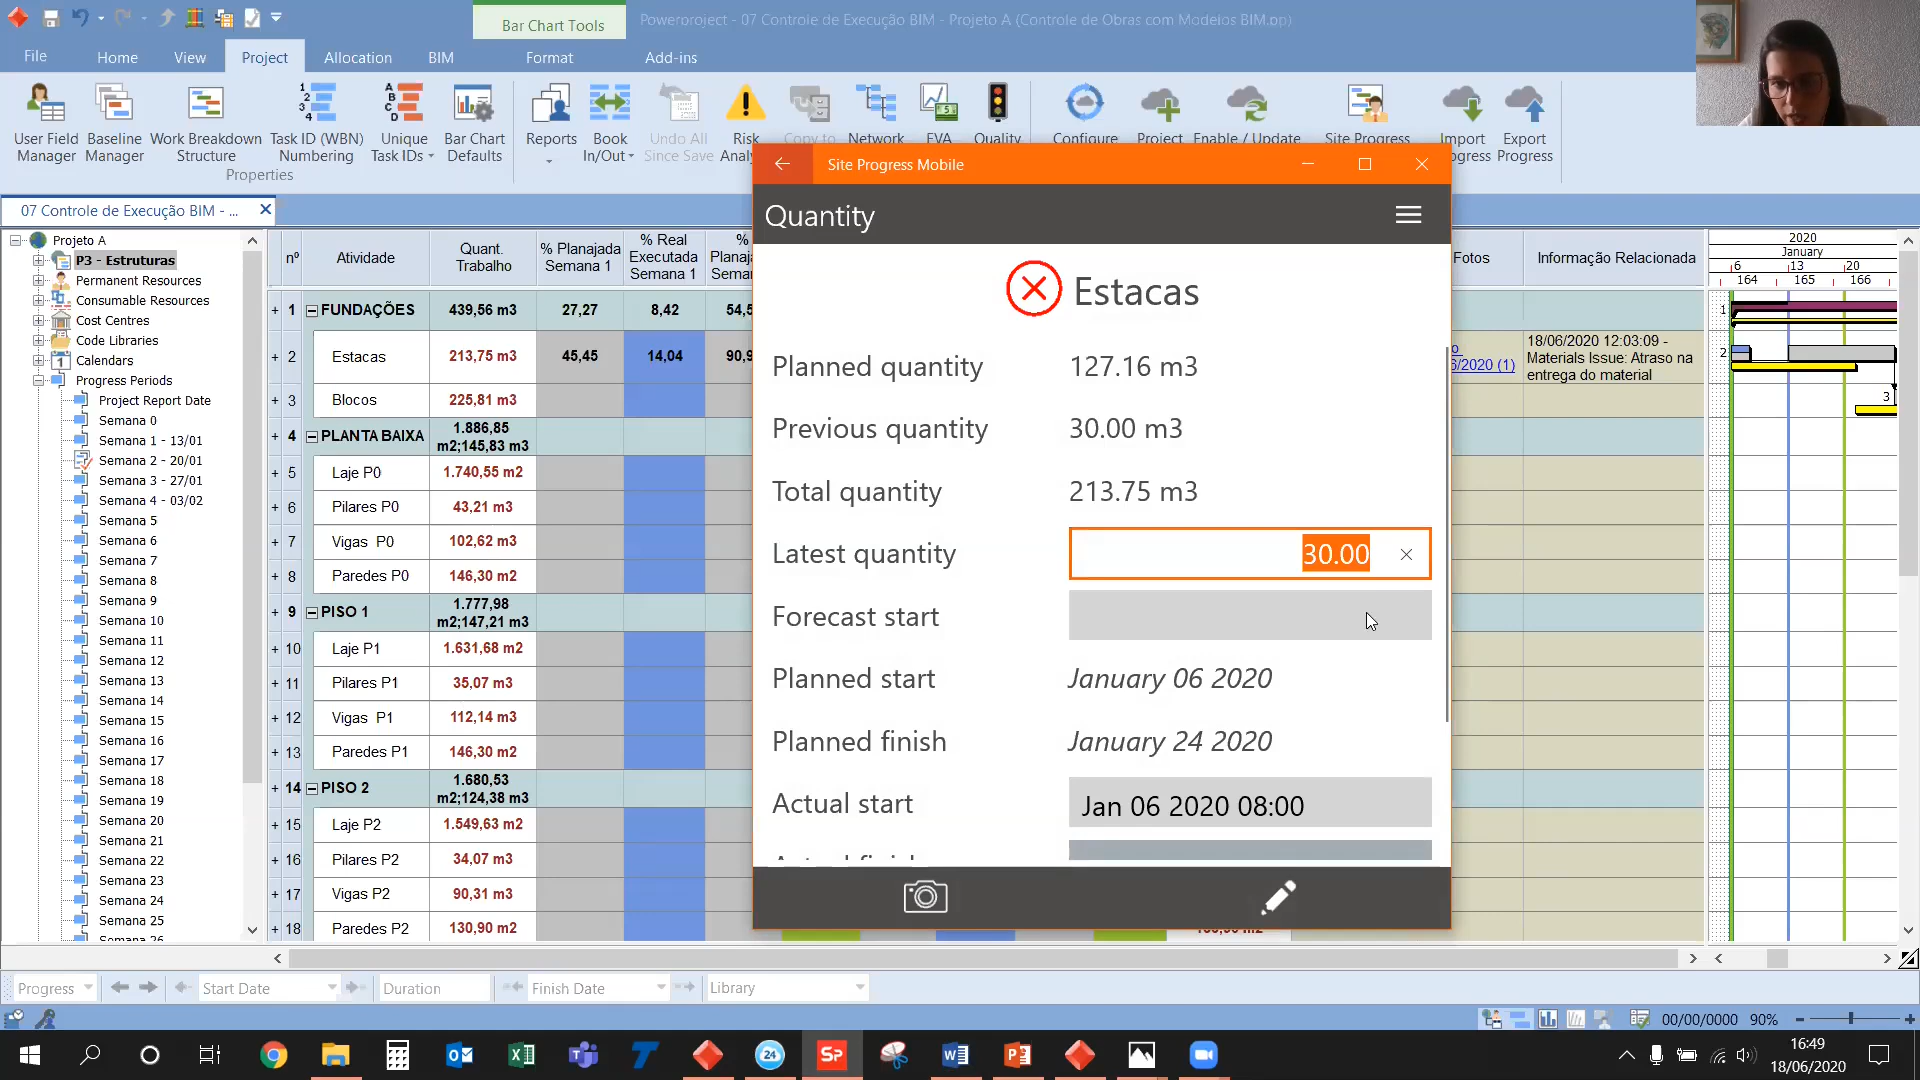 Bar Chart Tools
Powerproject - 07 Controle de Execução BIM - Projeto A (Controle de Obras com Modelos BIM.pp)
File
Home
View
Project
Allocation
BIM
Format
Add-ins
User Field Manager
Baseline Manager
Work Breakdown Structure
Task ID (WBN) Numbering
Unique Task IDs
Bar Chart Defaults
Reports
Book In/Out
Undo All Since Save
Risk
Copy to
Network
EVA
Quality
Configure
Project
Enable / Update
Site Progress
Import
Export Progress
Properties
07 Controle de Execução BIM - ...
Projeto A
P3 - Estruturas
Permanent Resources
Consumable Resources
Cost Centres
Code Libraries
Calendars
Progress Periods
Project Report Date
Semana 0
Semana 1 - 13/01
Semana 2 - 20/01
Semana 3 - 27/01
Semana 4 - 03/02
Semana 5
Semana 6
Semana 7
Semana 8
Semana 9
Semana 10
Semana 11
Semana 12
Semana 13
Semana 14
Semana 15
Semana 16
Semana 17
Semana 18
Semana 19
Semana 20
Semana 21
Semana 22
Semana 23
Semana 24
Semana 25
nº Atividade Quant. Trabalho % Planajada Semana 1 % Real Executada Semana 1
1 FUNDAÇÕES 439,56 m3 27,27 8,42
2 Estacas 213,75 m3 45,45 14,04
3 Blocos 225,81 m3
4 PLANTA BAIXA 1.886,85 m2;145,83 m3
5 Laje P0 1.740,55 m2
6 Pilares P0 43,21 m3
7 Vigas P0 102,62 m3
8 Paredes P0 146,30 m2
9 PISO 1 1.777,98 m2;147,21 m3
10 Laje P1 1.631,68 m2
11 Pilares P1 35,07 m3
12 Vigas P1 112,14 m3
13 Paredes P1 146,30 m2
14 PISO 2 1.680,53 m2;124,38 m3
15 Laje P2 1.549,63 m2
16 Pilares P2 34,07 m3
17 Vigas P2 90,31 m3
18 Paredes P2 130,90 m2
Site Progress Mobile
Quantity
Estacas
Planned quantity 127.16 m3
Previous quantity 30.00 m3
Total quantity 213.75 m3
Latest quantity 30.00
Forecast start
Planned start January 06 2020
Planned finish January 24 2020
Actual start Jan 06 2020 08:00
Fotos
Informação Relacionada
/2020 (1)
18/06/2020 12:03:09 -
Materials Issue: Atraso na
entrega do material
2020
January
6 13 20
164 165 166
1
2
3
Progress
Start Date
Duration
Finish Date
Library
00/00/0000 90%
24
SP
16:49
18/06/2020